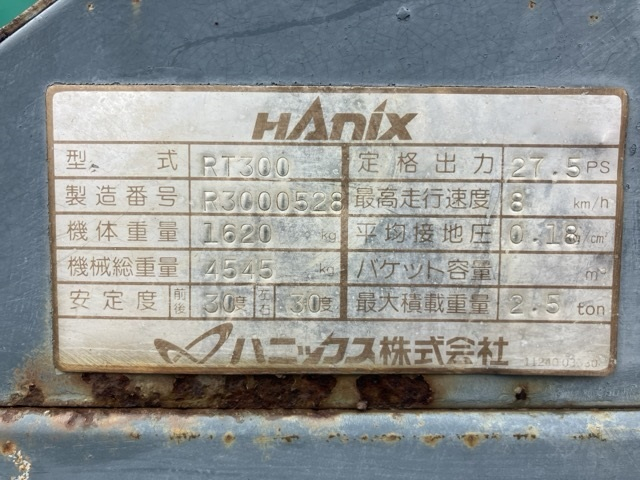 HANIX
型 式 RT300 定格出力 27.5 PS
製造番号 R3000528 最高走行速度 8 km/h
機体重量 1620 kg 平均接地圧 0.18 kg/cm²
機械総重量 4545 kg バケット容量 m³
安定度 前後 30度 左右 30度 最大積載重量 2.5 ton
ハニックス株式会社